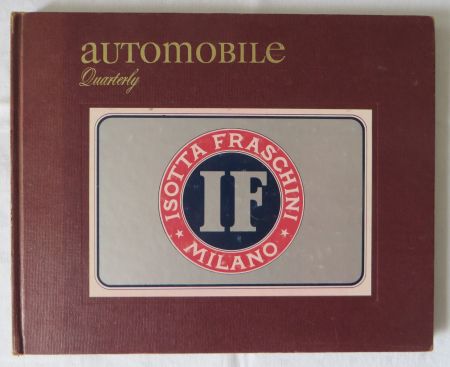 AUTOMOBILE
Quarterly
ISOTTA FRASCHINI
IF
★ MILANO ★